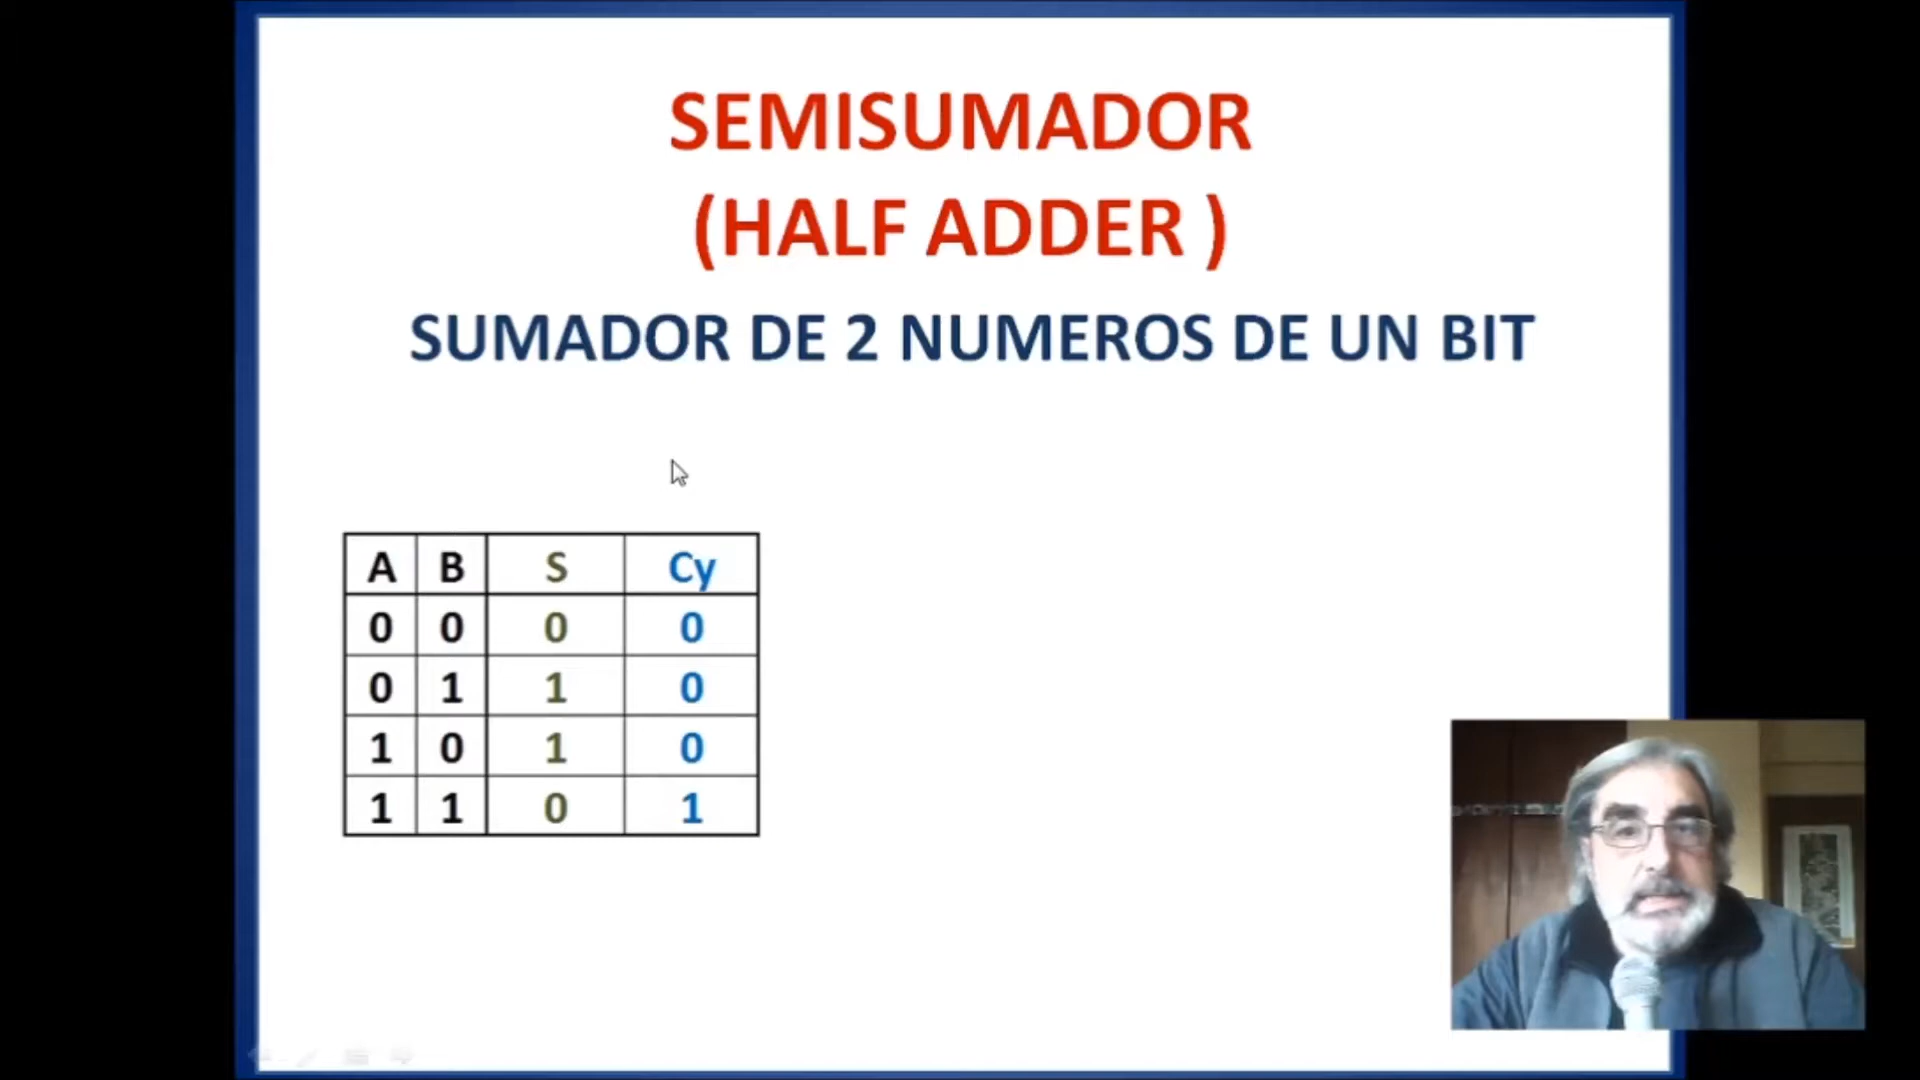 SEMISUMADOR
(HALF ADDER )
SUMADOR DE 2 NUMEROS DE UN BIT
A B S Cy
0 0 0 0
0 1 1 0
1 0 1 0
1 1 0 1